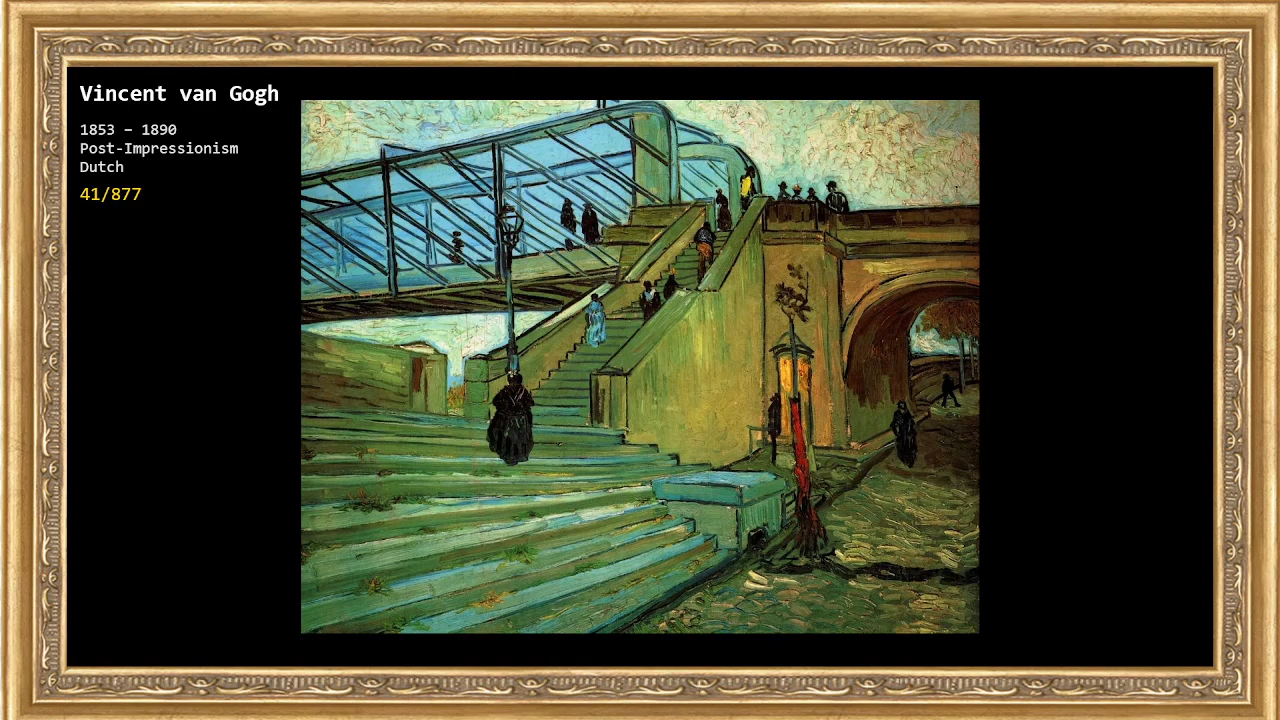 Vincent van Gogh
1853 – 1890
Post-Impressionism
Dutch
41/877